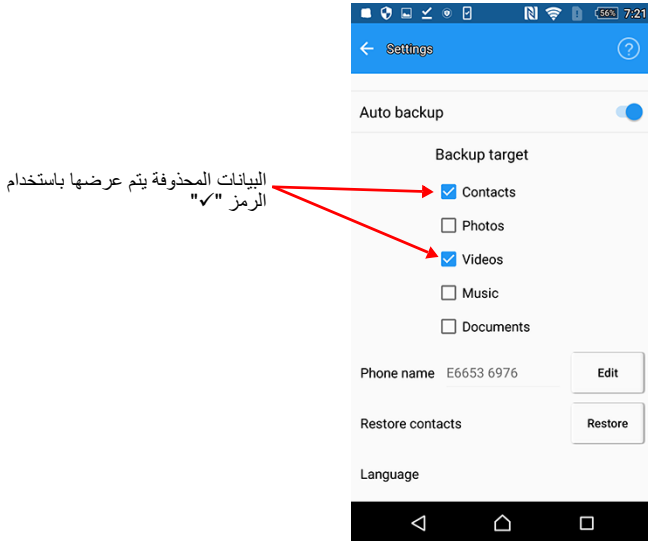 56% 7:21
Settings
Auto backup
Backup target
البيانات المحذوفة يتم عرضها باستخدام
الرمز "✓"
Contacts
Photos
Videos
Music
Documents
Phone name E6653 6976 Edit
Restore contacts Restore
Language